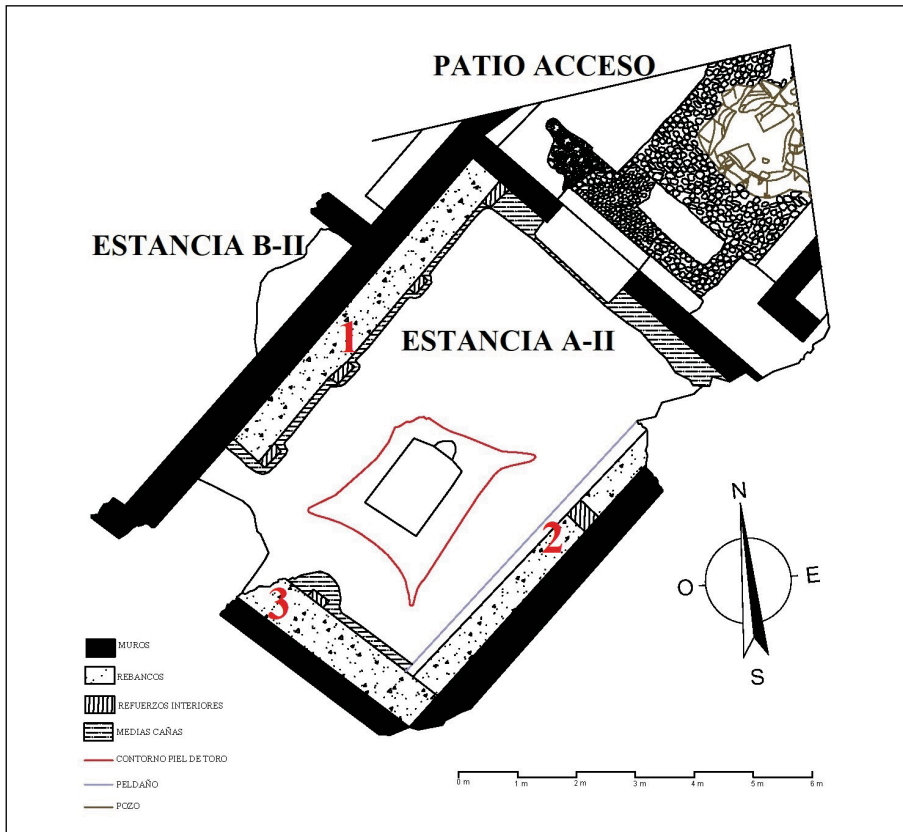 PATIO ACCESO
ESTANCIA B-II
ESTANCIA A-II
1
2
3
N
O
E
S
MUROS
REBANCOS
REFUERZOS INTERIORES
MEDIAS CAÑAS
CONTORNO PIEL DE TORO
PELDAÑO
POZO
0 m 1 m 2 m 3 m 4 m 5 m 6 m